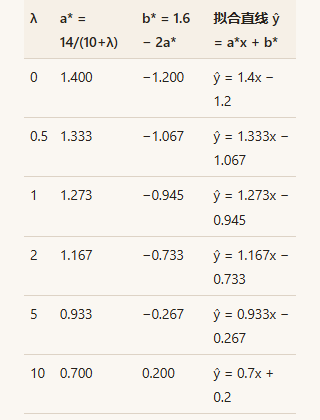 λ a* = b* = 1.6 拟合直线 ŷ
14/(10+λ) − 2a* = a*x + b*
0 1.400 −1.200 ŷ = 1.4x −
1.2
0.5 1.333 −1.067 ŷ = 1.333x −
1.067
1 1.273 −0.945 ŷ = 1.273x −
0.945
2 1.167 −0.733 ŷ = 1.167x −
0.733
5 0.933 −0.267 ŷ = 0.933x −
0.267
10 0.700 0.200 ŷ = 0.7x +
0.2